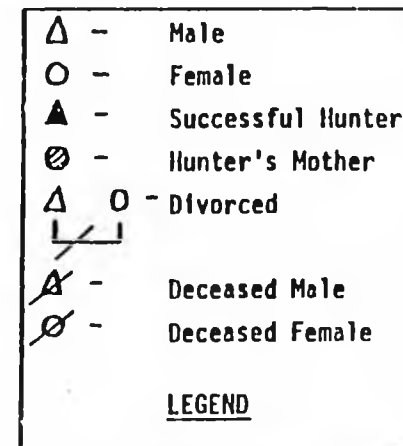 - Male
- Female
- Successful Hunter
- Hunter's Mother
- Divorced
- Deceased Male
- Deceased Female
LEGEND